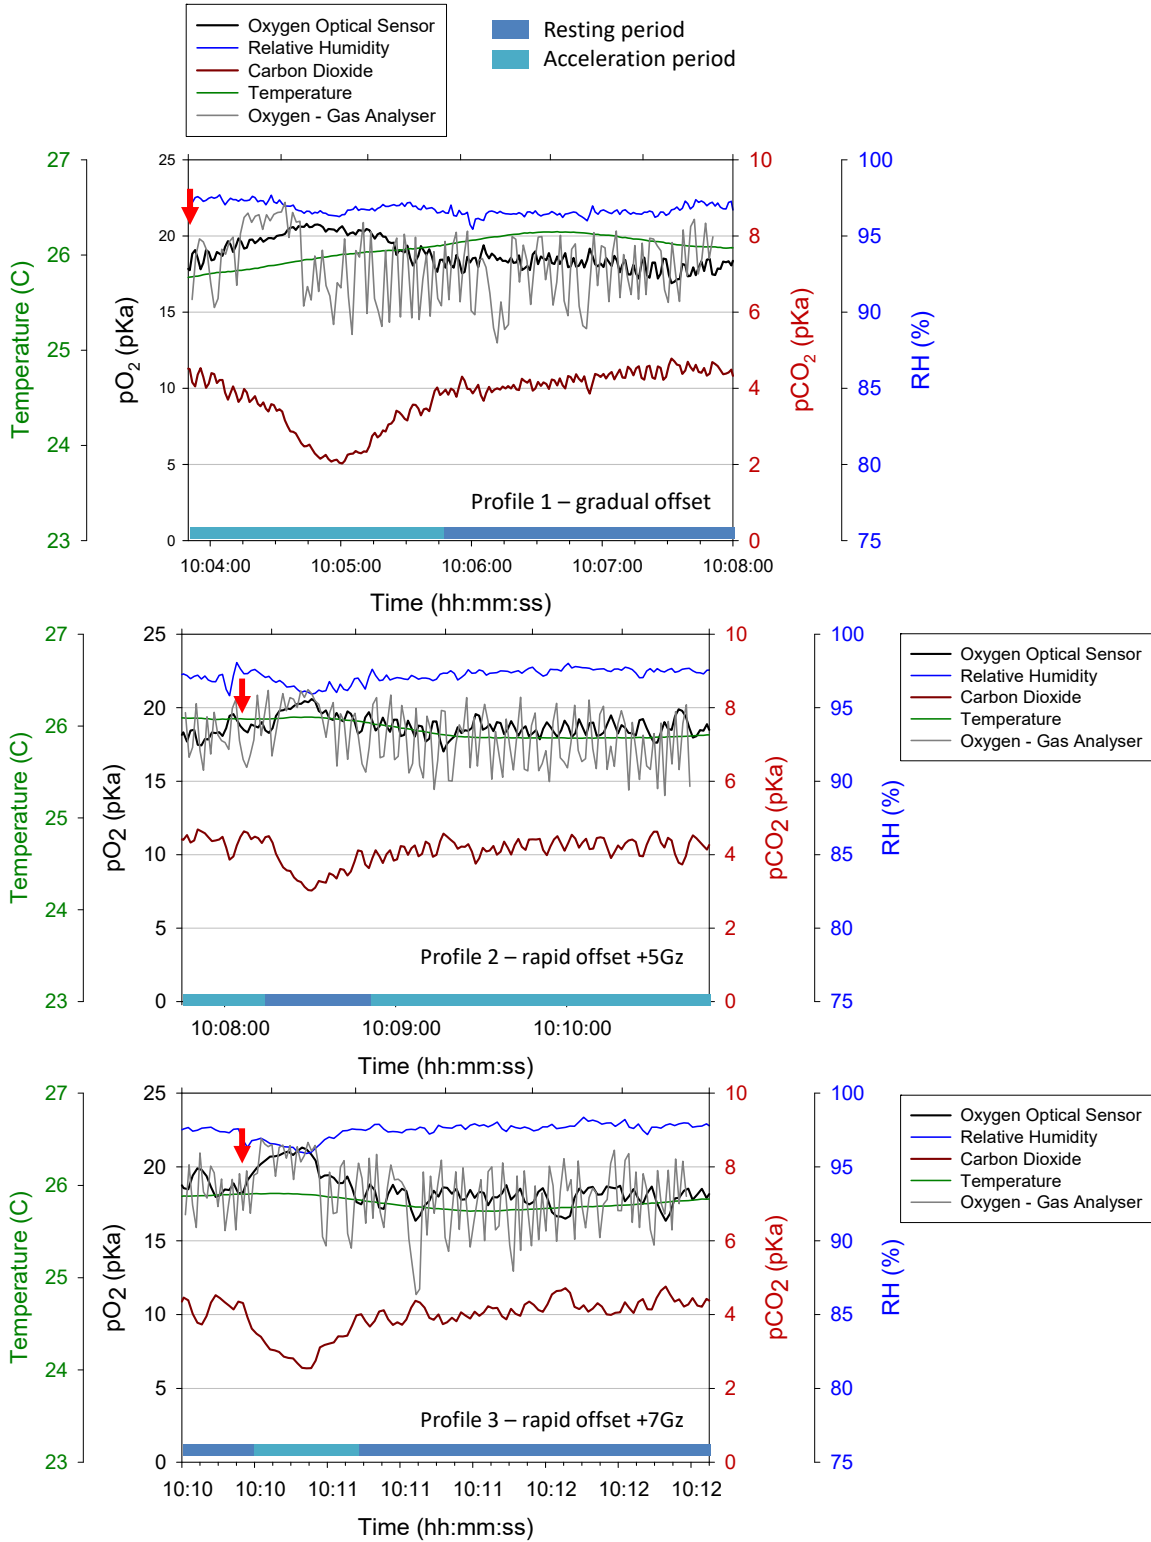 Oxygen Optical Sensor
Relative Humidity
Carbon Dioxide
Temperature
Oxygen - Gas Analyser
Resting period
Acceleration period
27
26
25
24
23
Temperature (C)
25
20
15
10
5
0
pO2 (pKa)
10
8
6
4
2
0
pCO2 (pKa)
100
95
90
85
80
75
RH (%)
Profile 1 – gradual offset
10:04:00 10:05:00 10:06:00 10:07:00 10:08:00
Time (hh:mm:ss)
27
26
25
24
23
Temperature (C)
25
20
15
10
5
0
pO2 (pKa)
10
8
6
4
2
0
pCO2 (pKa)
100
95
90
85
80
75
RH (%)
Oxygen Optical Sensor
Relative Humidity
Carbon Dioxide
Temperature
Oxygen - Gas Analyser
Profile 2 – rapid offset +5Gz
10:08:00 10:09:00 10:10:00
Time (hh:mm:ss)
27
26
25
24
23
Temperature (C)
25
20
15
10
5
0
pO2 (pKa)
10
8
6
4
2
0
pCO2 (pKa)
100
95
90
85
80
75
RH (%)
Oxygen Optical Sensor
Relative Humidity
Carbon Dioxide
Temperature
Oxygen - Gas Analyser
Profile 3 – rapid offset +7Gz
10:10 10:10 10:11 10:11 10:11 10:12 10:12 10:12
Time (hh:mm:ss)